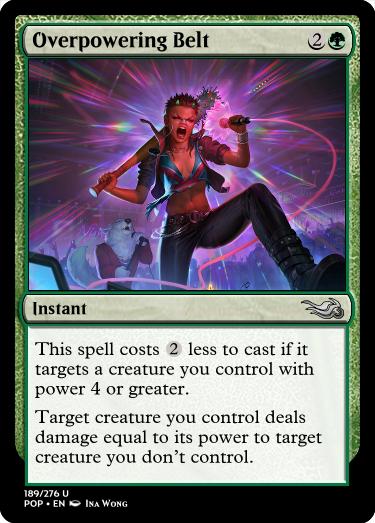 Overpowering Belt 2
Instant
This spell costs 2 less to cast if it
targets a creature you control with
power 4 or greater.
Target creature you control deals
damage equal to its power to target
creature you don't control.
189/276 U
POP • EN Ina Wong